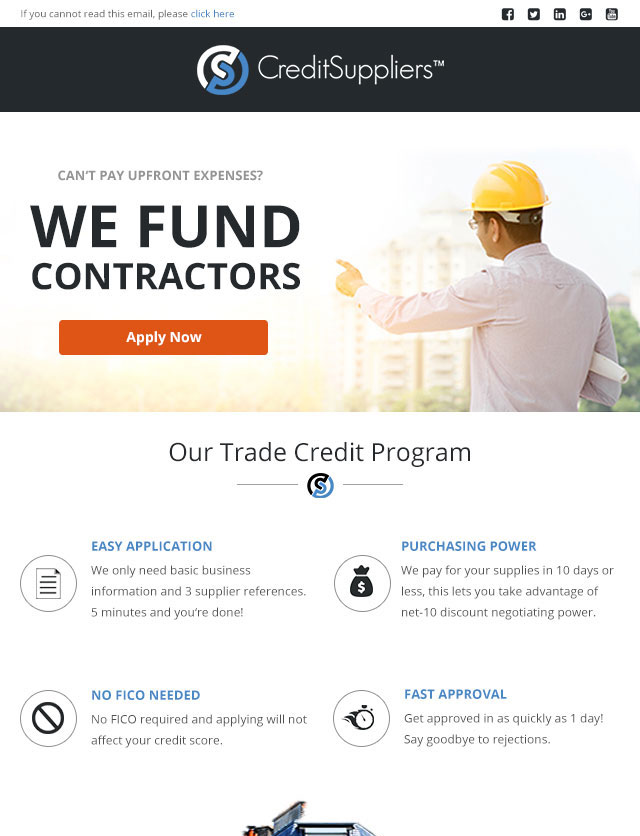 If you cannot read this email, please click here
CreditSuppliers™
CAN'T PAY UPFRONT EXPENSES?
WE FUND
CONTRACTORS
Apply Now
Our Trade Credit Program
EASY APPLICATION
We only need basic business
information and 3 supplier references.
5 minutes and you're done!
PURCHASING POWER
We pay for your supplies in 10 days or
less, this lets you take advantage of
net-10 discount negotiating power.
NO FICO NEEDED
No FICO required and applying will not
affect your credit score.
FAST APPROVAL
Get approved in as quickly as 1 day!
Say goodbye to rejections.